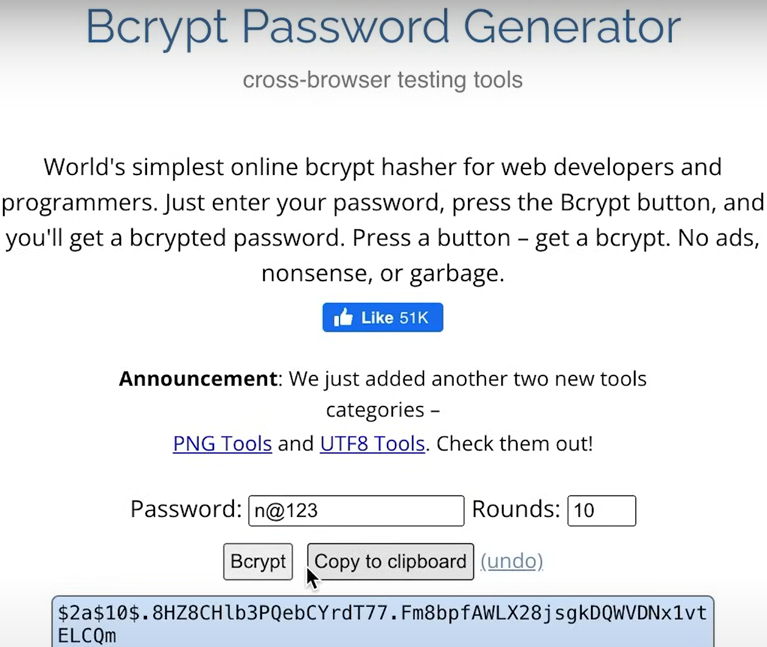 Bcrypt Password Generator
cross-browser testing tools
World's simplest online bcrypt hasher for web developers and
programmers. Just enter your password, press the Bcrypt button, and
you'll get a bcrypted password. Press a button – get a bcrypt. No ads,
nonsense, or garbage.
Like 51K
Announcement: We just added another two new tools
categories –
PNG Tools and UTF8 Tools. Check them out!
Password: n@123 Rounds: 10
Bcrypt Copy to clipboard (undo)
$2a$10$.8HZ8CHlb3PQebCYrdT77.Fm8bpfAWLX28jsgkDQWVDNx1vt
ELCQm